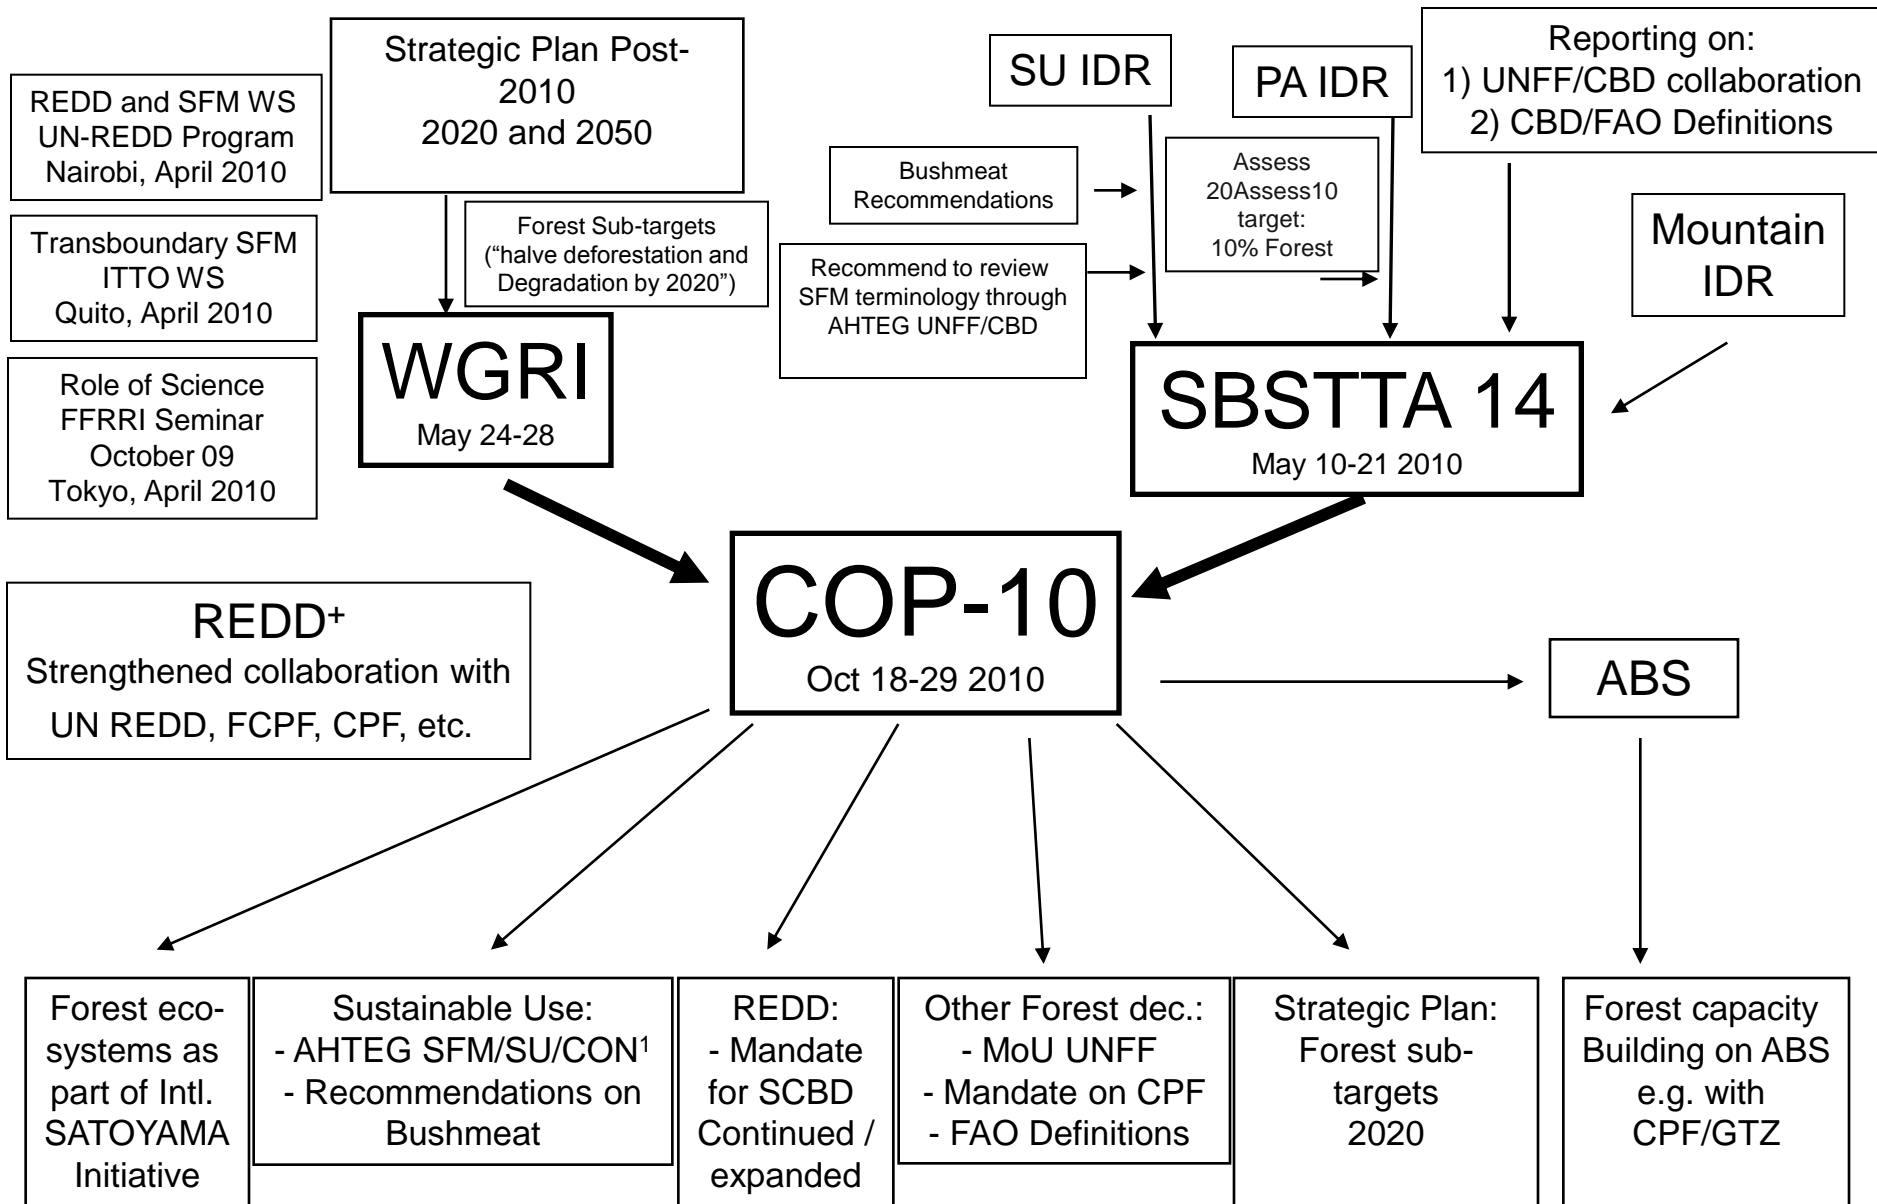 Strategic Plan Post-
2010
2020 and 2050
SU IDR
PA IDR
Reporting on:
1) UNFF/CBD collaboration
2) CBD/FAO Definitions
REDD and SFM WS
UN-REDD Program
Nairobi, April 2010
Bushmeat
Recommendations
Assess
20Assess10
target:
10% Forest
Transboundary SFM
ITTO WS
Quito, April 2010
Forest Sub-targets
(“halve deforestation and
Degradation by 2020”)
Recommend to review
SFM terminology through
AHTEG UNFF/CBD
Mountain
IDR
Role of Science
FFRRI Seminar
October 09
Tokyo, April 2010
WGRI
May 24-28
SBSTTA 14
May 10-21 2010
COP-10
Oct 18-29 2010
REDD+
Strengthened collaboration with
UN REDD, FCPF, CPF, etc.
ABS
Forest eco-
systems as
part of Intl.
SATOYAMA
Initiative
Sustainable Use:
- AHTEG SFM/SU/CON1
- Recommendations on
Bushmeat
REDD:
- Mandate
for SCBD
Continued /
expanded
Other Forest dec.:
- MoU UNFF
- Mandate on CPF
- FAO Definitions
Strategic Plan:
Forest sub-
targets
2020
Forest capacity
Building on ABS
e.g. with
CPF/GTZ